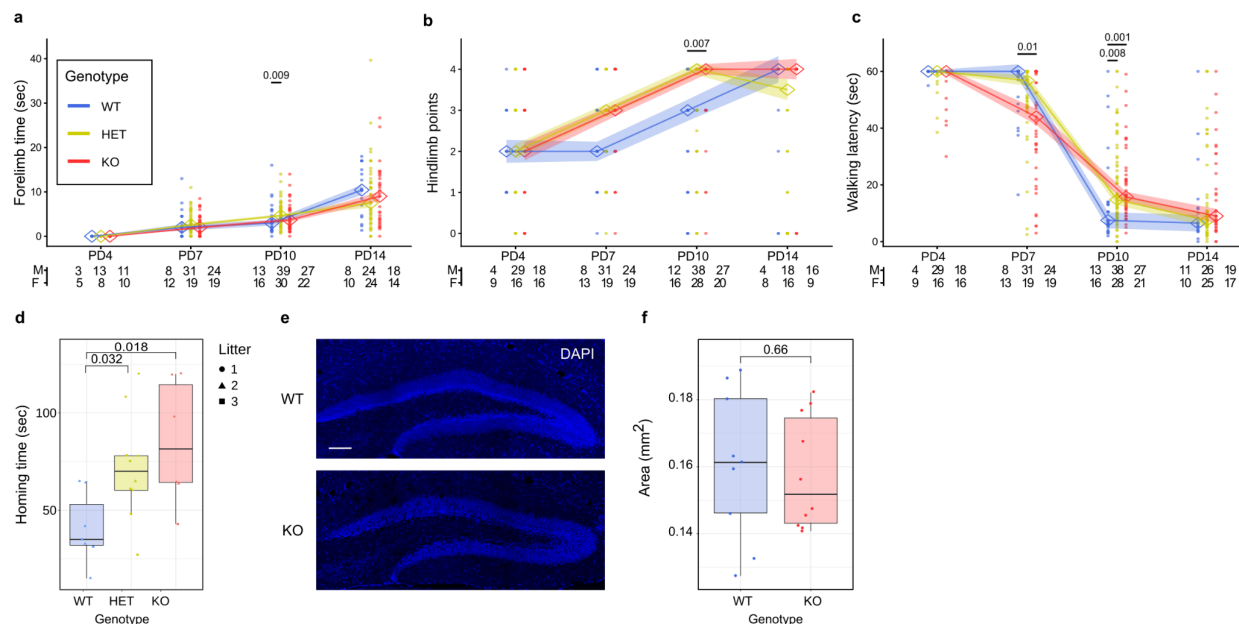 a
Forelimb time (sec)
40
30
20
10
0
Genotype
WT
HET
KO
0.009
PD4 PD7 PD10 PD14
M 3 13 11 8 31 24 13 39 27 10 24 18
F 5 8 10 12 19 19 16 30 22 8 24 14
b
Hindlimb points
4
3
2
1
0
0.007
PD4 PD7 PD10 PD14
M 4 29 18 8 31 24 12 38 27 4 18 16
F 9 16 16 13 19 19 16 28 20 8 16 9
c
Walking latency (sec)
60
40
20
0
0.01
0.001
0.008
PD4 PD7 PD10 PD14
M 4 29 18 8 31 24 13 38 27 11 26 19
F 9 16 16 13 19 19 16 28 21 10 25 17
d
Homing time (sec)
100
50
0.018
0.032
WT HET KO
Genotype
Litter
1
2
3
e
DAPI
WT
KO
f
Area (mm²)
0.18
0.16
0.14
0.66
WT KO
Genotype